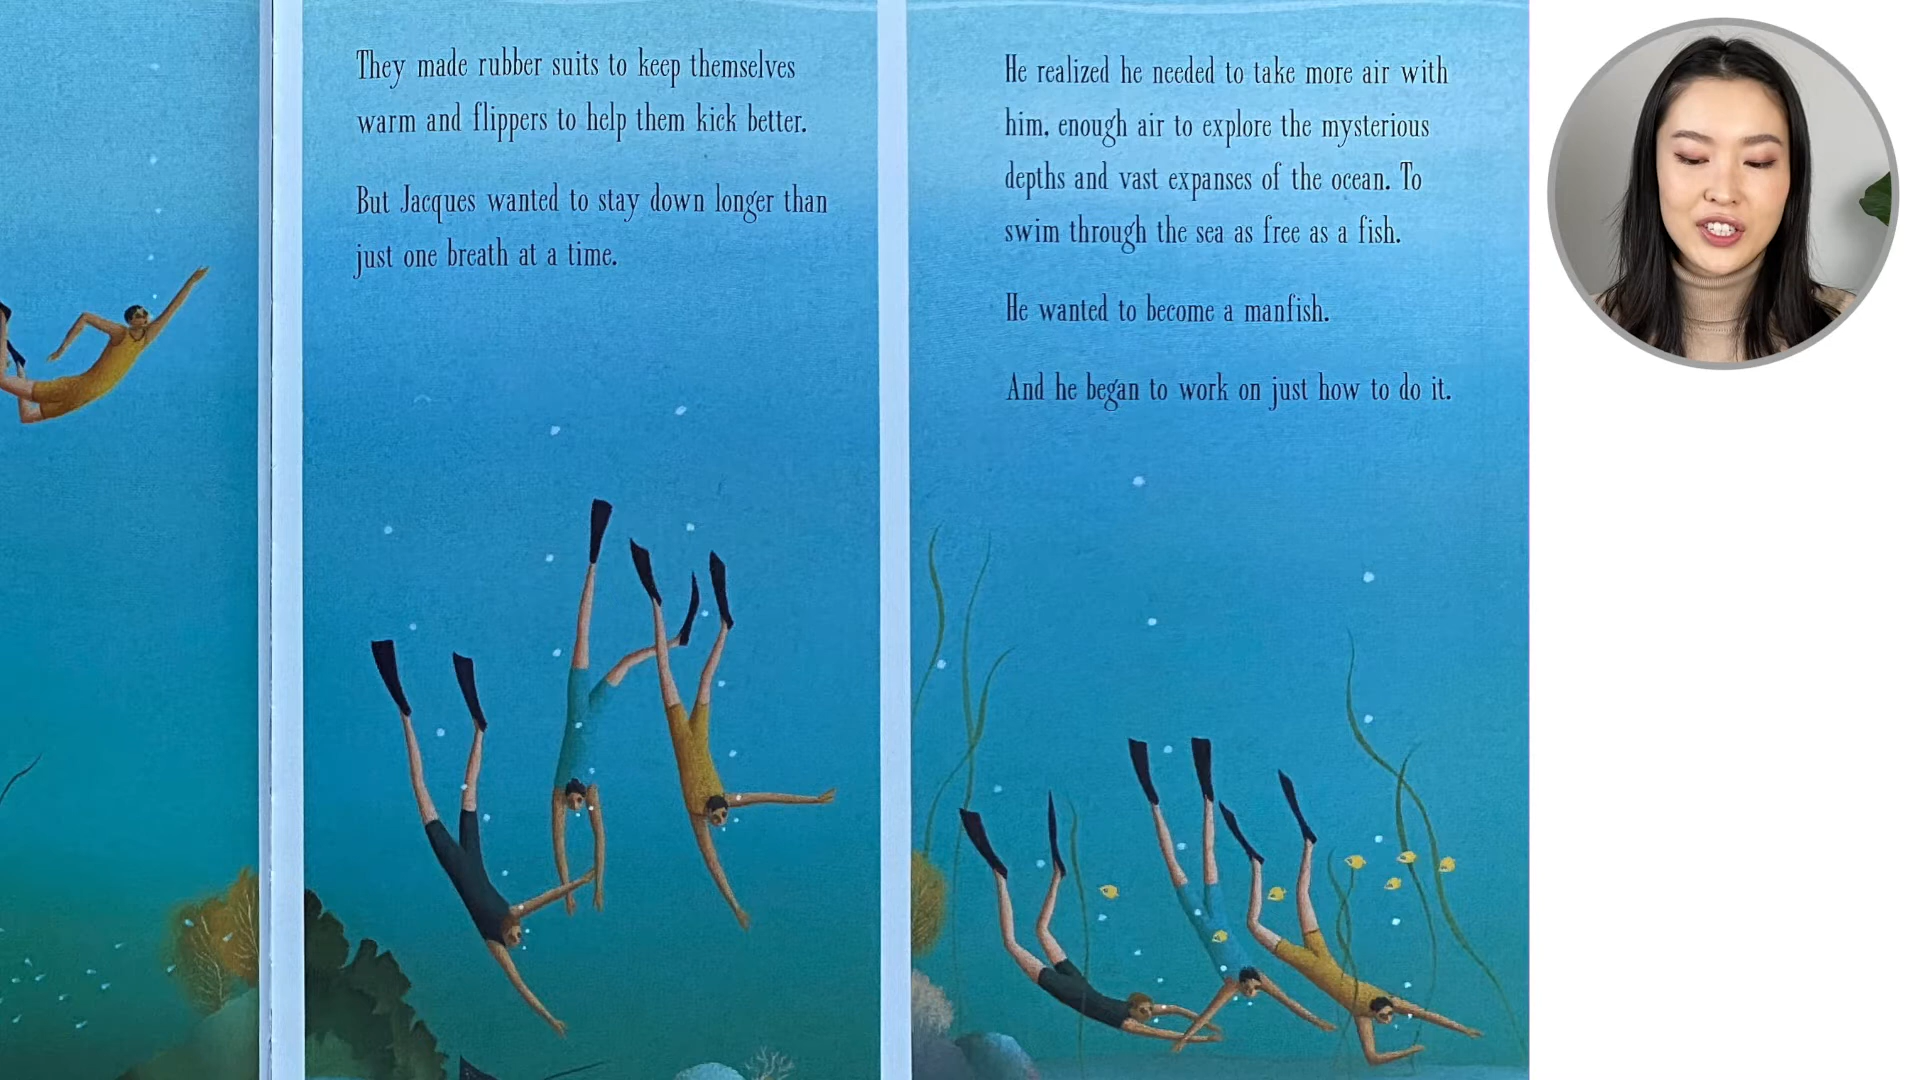 They made rubber suits to keep themselves
warm and flippers to help them kick better.
But Jacques wanted to stay down longer than
just one breath at a time.
He realized he needed to take more air with
him, enough air to explore the mysterious
depths and vast expanses of the ocean. To
swim through the sea as free as a fish.
He wanted to become a manfish.
And he began to work on just how to do it.